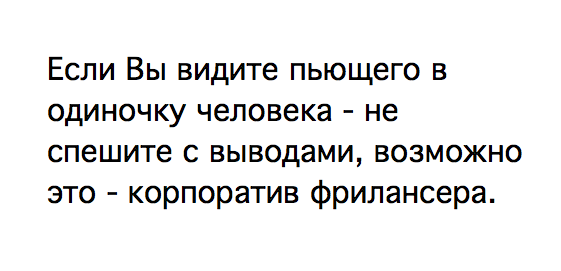 Если Вы видите пьющего в
одиночку человека - не
спешите с выводами, возможно
это - корпоратив фрилансера.